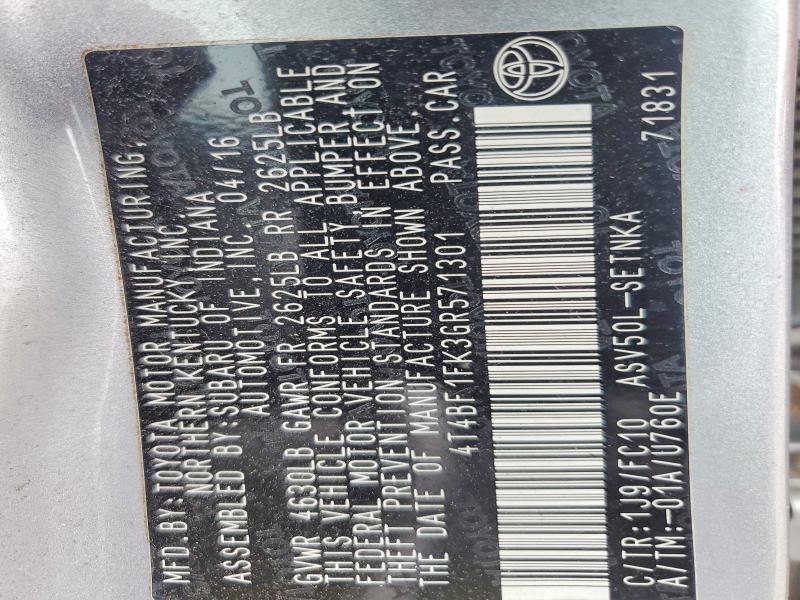 MFD.BY: TOYOTA MOTOR MANUFACTURING,
NORTHERN KENTUCKY, INC.
ASSEMBLED BY: SUBARU OF INDIANA
AUTOMOTIVE, INC. 04/16
GVWR 4630LB GAWR FR 2625LB RR 2625LB
THIS VEHICLE CONFORMS TO ALL APPLICABLE
FEDERAL MOTOR VEHICLE SAFETY, BUMPER, AND
THEFT PREVENTION STANDARDS IN EFFECT ON
THE DATE OF MANUFACTURE SHOWN ABOVE.
4T4BF1FK3GR571301 PASS.CAR
C/TR: 1J9/FC10 ASV50L-SETNKA
A/TM: -01A/U760E 71831